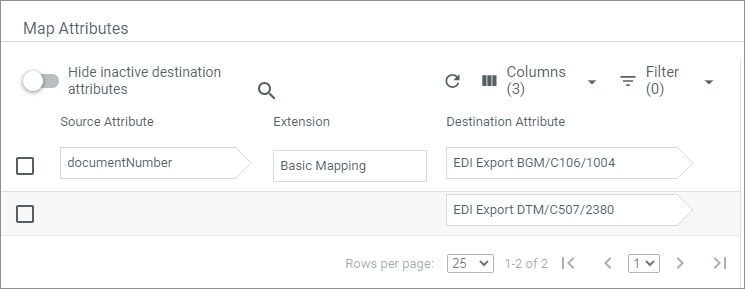 Map Attributes
Hide inactive destination
attributes
Columns
(3)
Filter
(0)
Source Attribute
Extension
Destination Attribute
documentNumber
Basic Mapping
EDI Export BGM/C106/1004
EDI Export DTM/C507/2380
Rows per page: 25 1-2 of 2 1